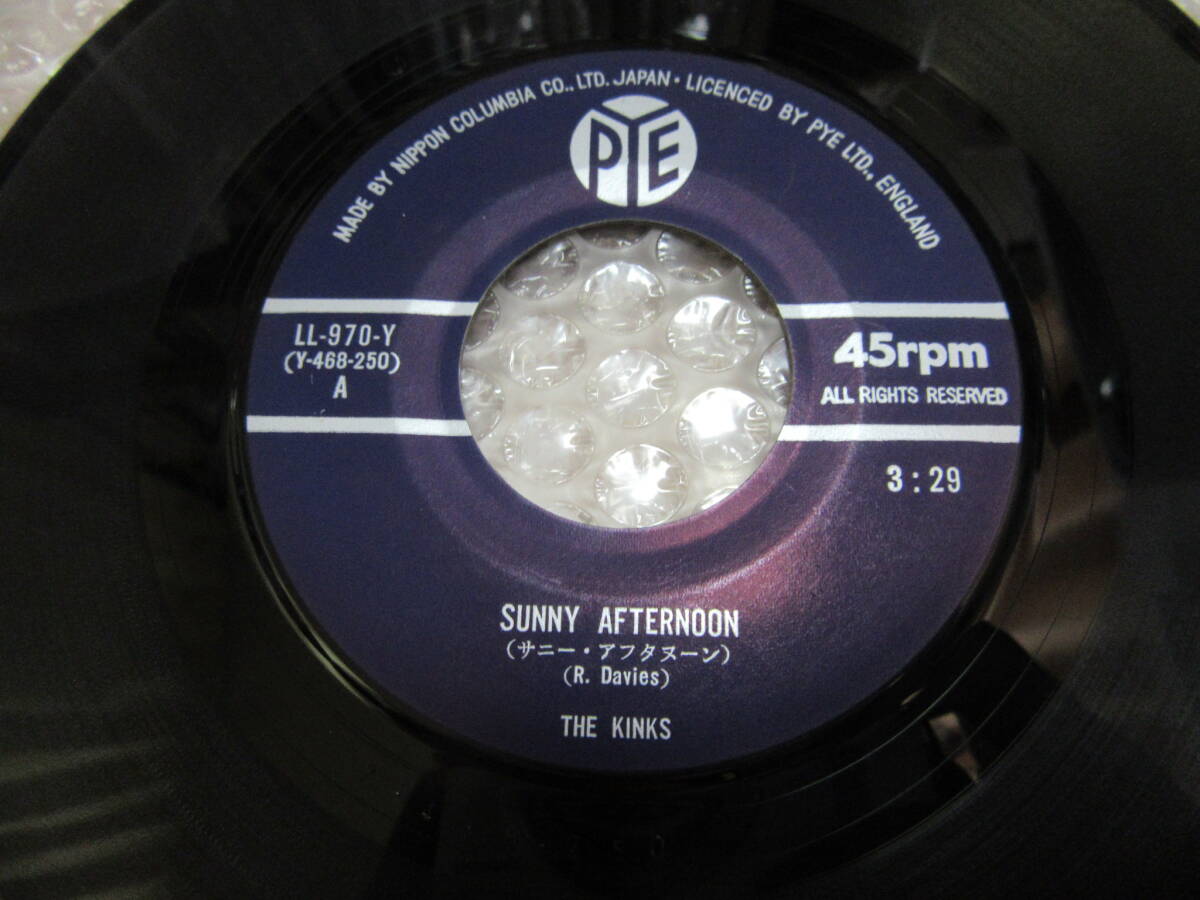 MADE BY NIPPON COLUMBIA CO., LTD. JAPAN · LICENCED BY PYE LTD., ENGLAND
PYE
LL-970-Y
(Y-468-250)
A
45rpm
ALL RIGHTS RESERVED
3:29
SUNNY AFTERNOON
(サニー・アフタヌーン)
(R. Davies)
THE KINKS